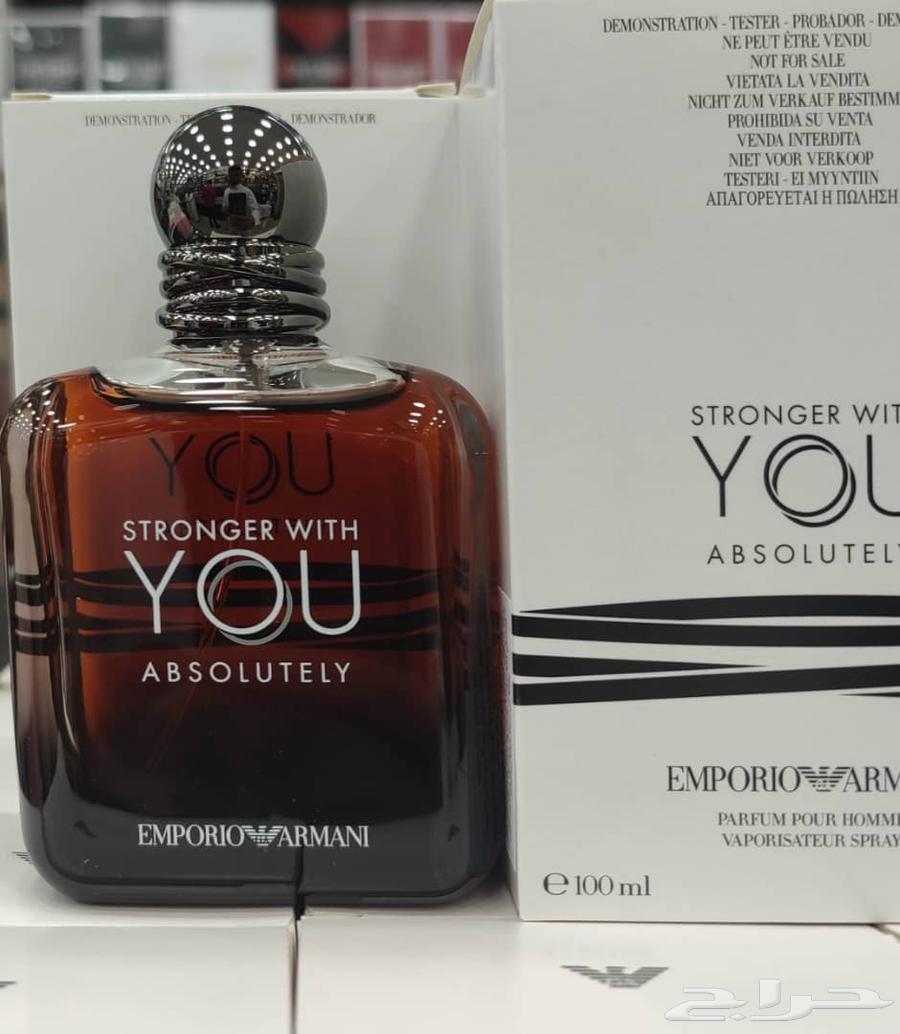 DEMONSTRATION - TE
- DEMONSTRADOR
YOU
STRONGER WITH
YOU
ABSOLUTELY
EMPORIO ARMANI
DEMONSTRATION - TESTER - PROBADOR - DEM
NE PEUT ÊTRE VENDU
NOT FOR SALE
VIETATA LA VENDITA
NICHT ZUM VERKAUF BESTIMM
PROHIBIDA SU VENTA
VENDA INTERDITA
NIET VOOR VERKOOP
TESTERI - EI MYYNTIIN
ΑΠΑΓΟΡΕΥΕΤΑΙ Η ΠΩΛΗΣΗ
STRONGER WIT
YOU
ABSOLUTELY
EMPORIO ARM
PARFUM POUR HOMME
VAPORISATEUR SPRAY
e 100 ml
حراج